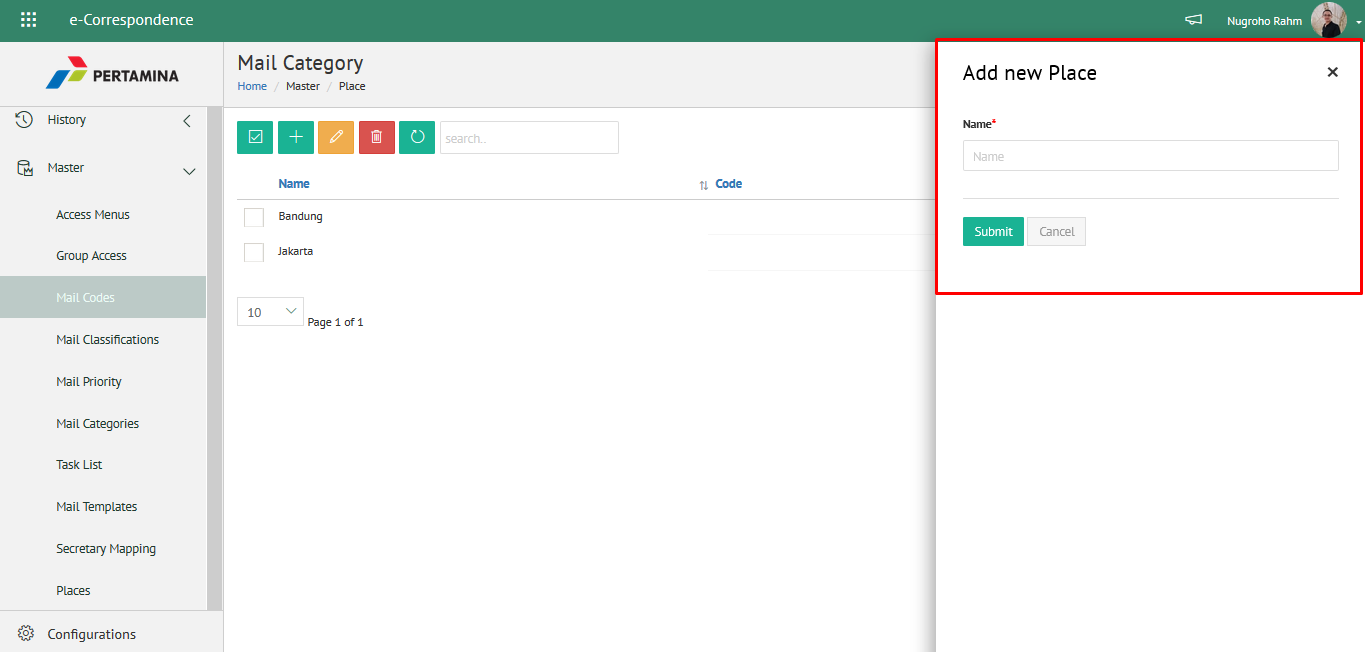 e-Correspondence
Nugroho Rahm
PERTAMINA
History
Master
Access Menus
Group Access
Mail Codes
Mail Classifications
Mail Priority
Mail Categories
Task List
Mail Templates
Secretary Mapping
Places
Configurations
Mail Category
Home / Master / Place
search..
Name Code
Bandung
Jakarta
10 Page 1 of 1
Add new Place ×
Name*
Name
Submit Cancel